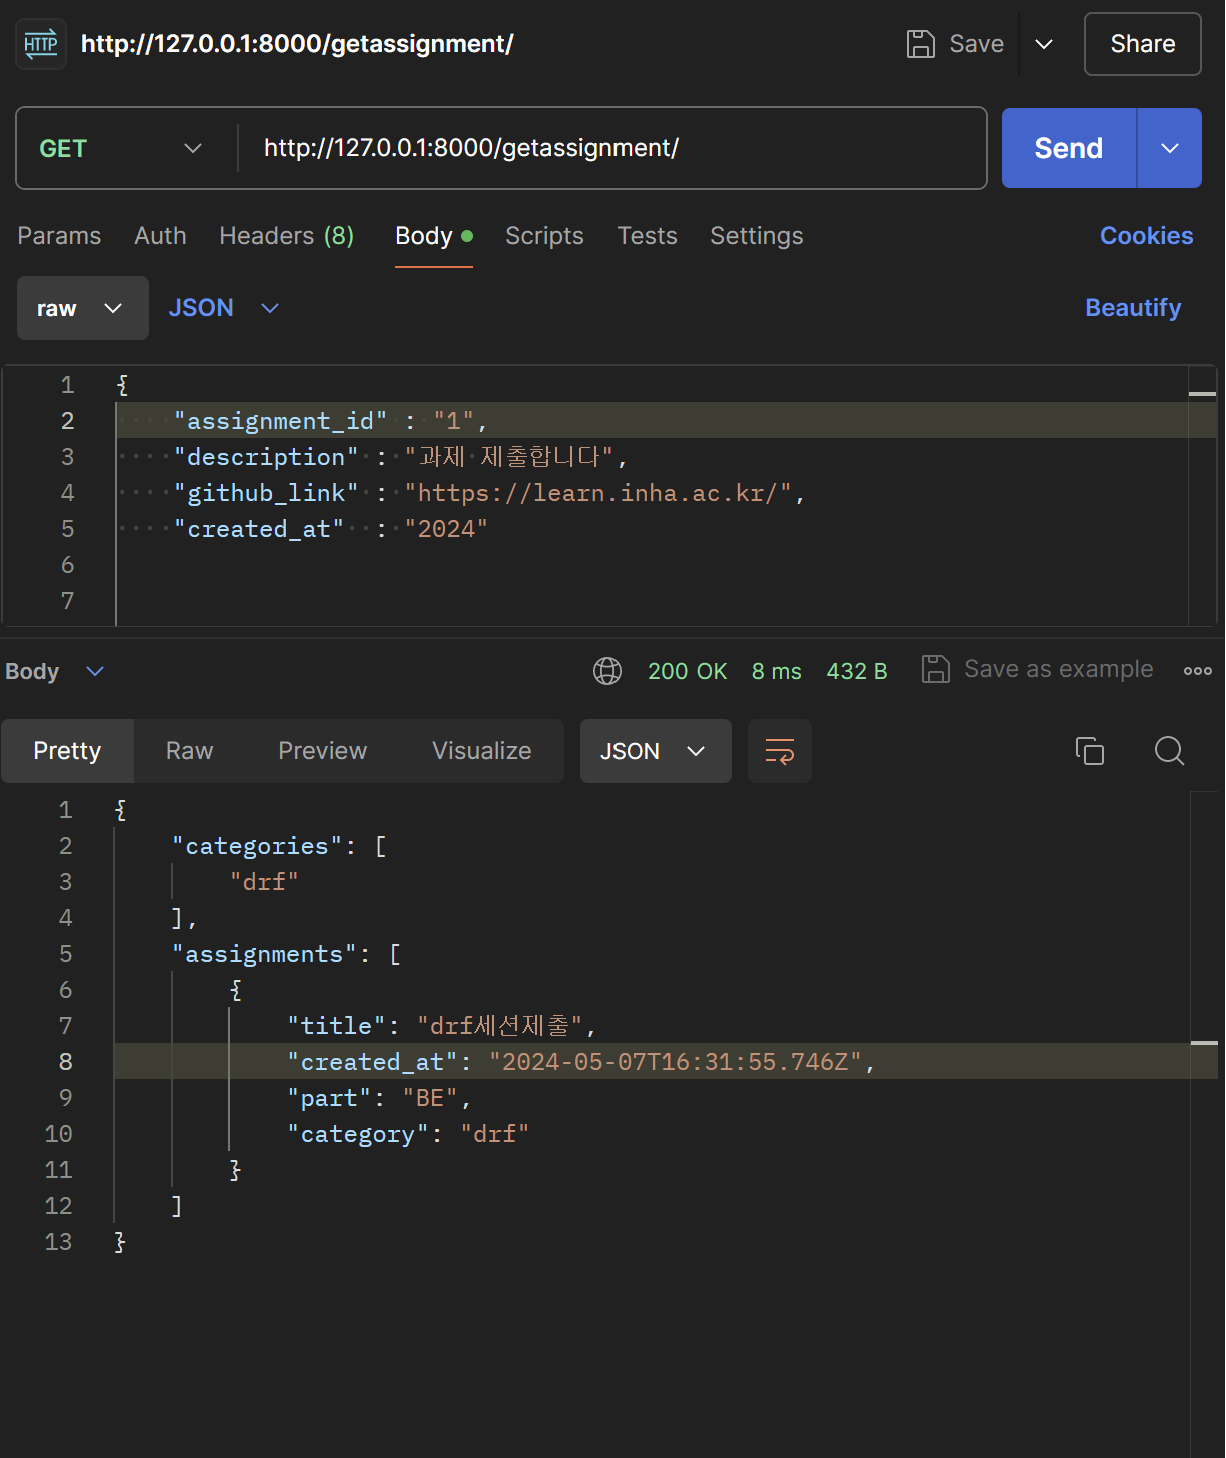 HTTP http://127.0.0.1:8000/getassignment/ Save Share
GET http://127.0.0.1:8000/getassignment/ Send
Params Auth Headers (8) Body Scripts Tests Settings Cookies
raw JSON Beautify
1 {
2 "assignment_id" : "1",
3 "description" : "과제 제출합니다",
4 "github_link" : "https://learn.inha.ac.kr/",
5 "created_at" : "2024"
6
7
Body 200 OK 8 ms 432 B Save as example
Pretty Raw Preview Visualize JSON
1 {
2 "categories": [
3 "drf"
4 ],
5 "assignments": [
6 {
7 "title": "drf세션제출",
8 "created_at": "2024-05-07T16:31:55.746Z",
9 "part": "BE",
10 "category": "drf"
11 }
12 ]
13 }